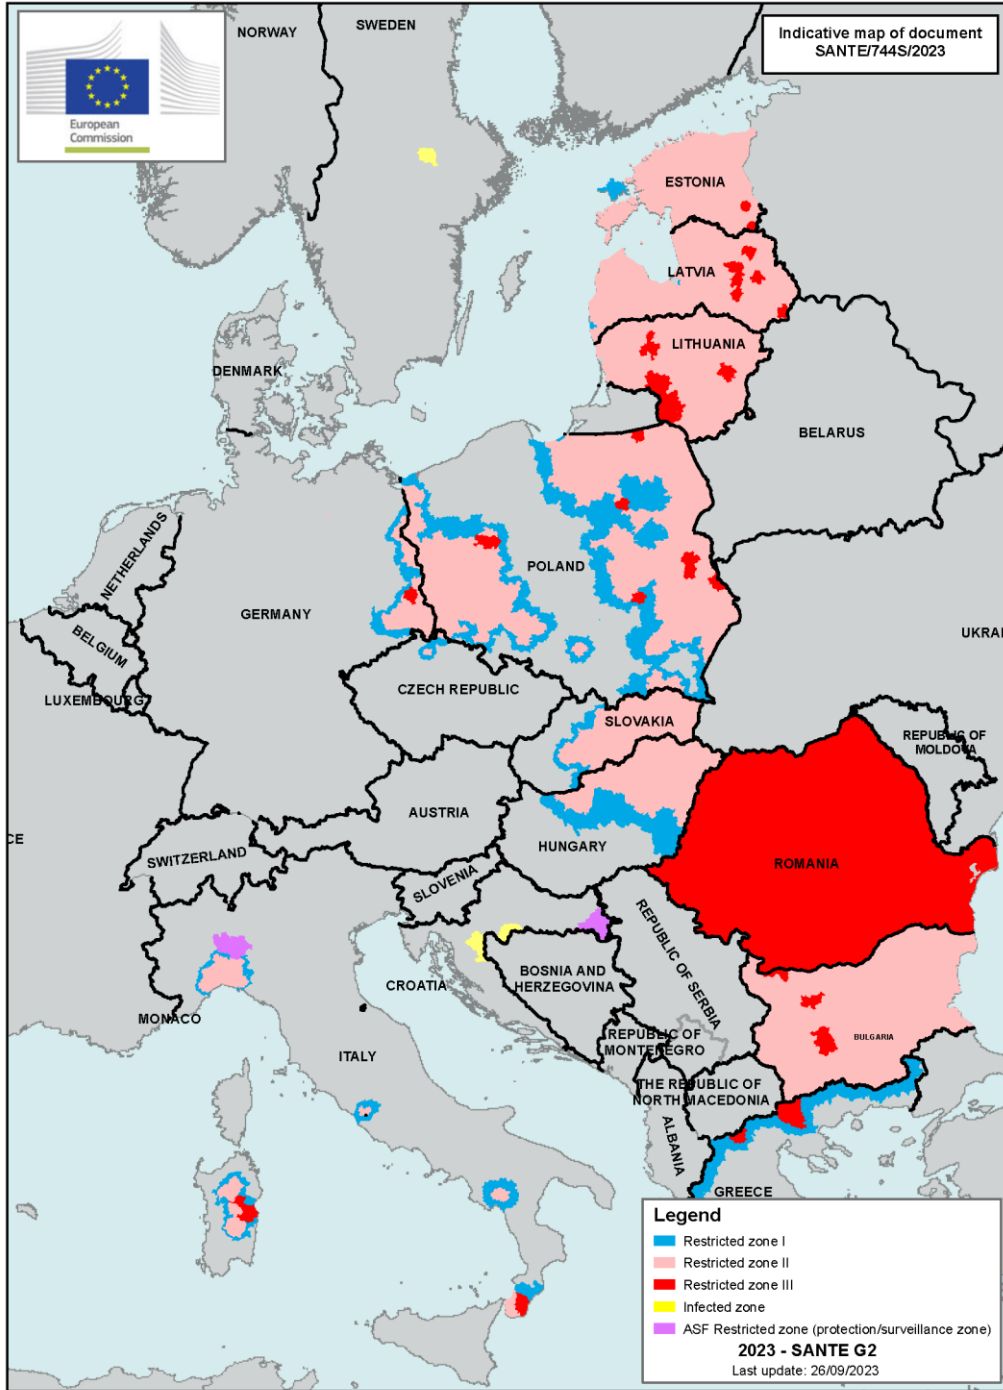 NORWAY
SWEDEN
Indicative map of document
SANTE/744S/2023
European
Commission
ESTONIA
LATVIA
LITHUANIA
DENMARK
BELARUS
NETHERLANDS
POLAND
GERMANY
BELGIUM
UKRAI
LUXEMBOURG
CZECH REPUBLIC
SLOVAKIA
REPUBLIC OF
MOLDOVA
AUSTRIA
CE
HUNGARY
SWITZERLAND
ROMANIA
SLOVENIA
REPUBLIC OF SERBIA
BOSNIA AND
HERZEGOVINA
CROATIA
MONACO
REPUBLIC OF
MONTENEGRO
BULGARIA
ITALY
THE REPUBLIC OF
NORTH MACEDONIA
ALBANIA
GREECE
Legend
Restricted zone I
Restricted zone II
Restricted zone III
Infected zone
ASF Restricted zone (protection/surveillance zone)
2023 - SANTE G2
Last update: 26/09/2023